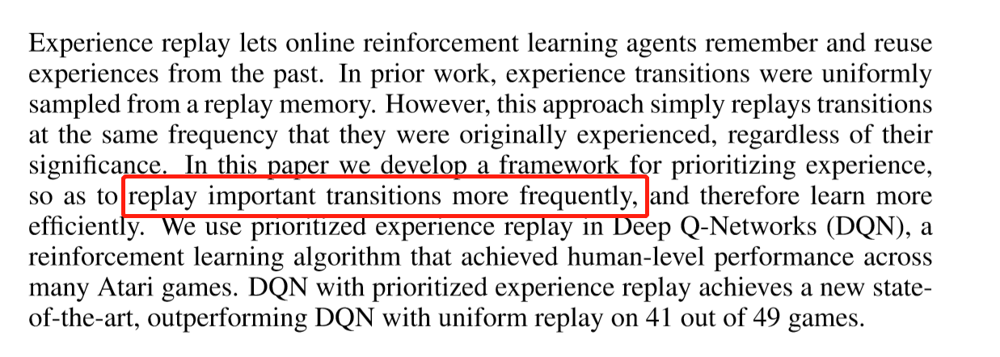 Experience replay lets online reinforcement learning agents remember and reuse
experiences from the past. In prior work, experience transitions were uniformly
sampled from a replay memory. However, this approach simply replays transitions
at the same frequency that they were originally experienced, regardless of their
significance. In this paper we develop a framework for prioritizing experience,
so as to replay important transitions more frequently, and therefore learn more
efficiently. We use prioritized experience replay in Deep Q-Networks (DQN), a
reinforcement learning algorithm that achieved human-level performance across
many Atari games. DQN with prioritized experience replay achieves a new state-
of-the-art, outperforming DQN with uniform replay on 41 out of 49 games.